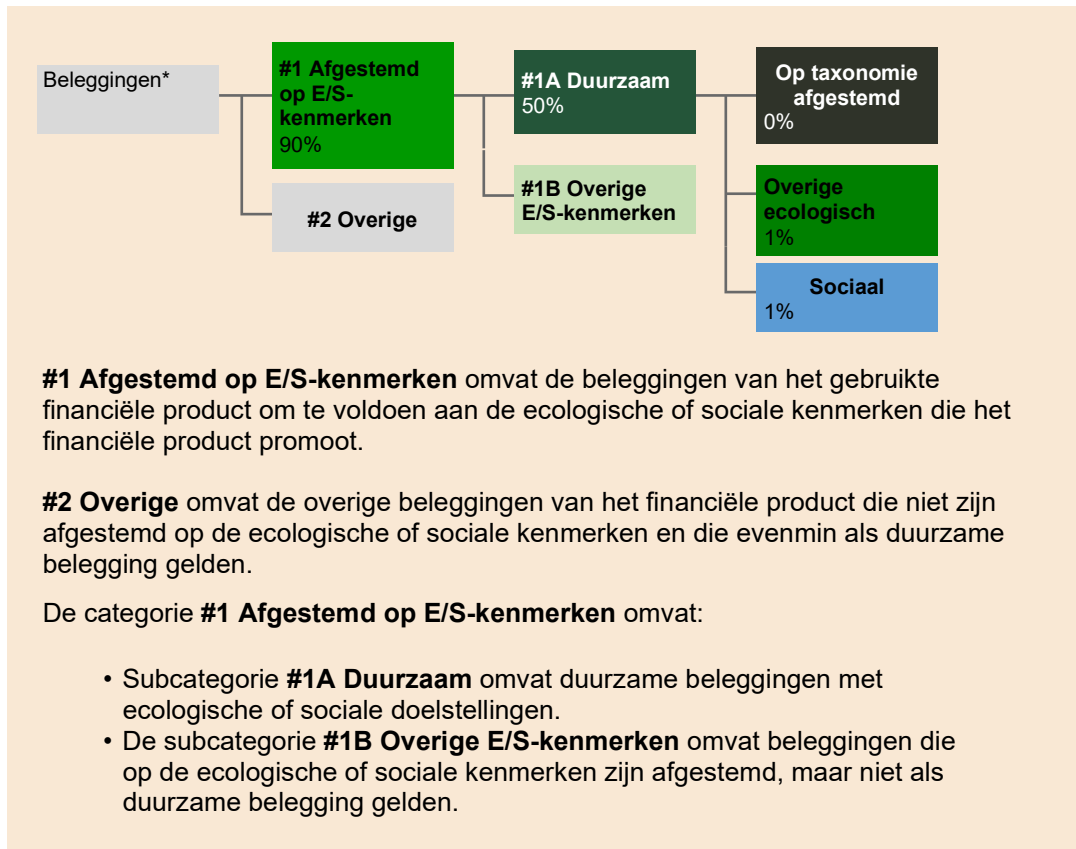 Beleggingen*
#1 Afgestemd
op E/S-
kenmerken
90%
#2 Overige
#1A Duurzaam
50%
#1B Overige
E/S-kenmerken
Op taxonomie
afgestemd
0%
Overige
ecologisch
1%
Sociaal
1%
#1 Afgestemd op E/S-kenmerken omvat de beleggingen van het gebruikte
financiële product om te voldoen aan de ecologische of sociale kenmerken die het
financiële product promoot.
#2 Overige omvat de overige beleggingen van het financiële product die niet zijn
afgestemd op de ecologische of sociale kenmerken en die evenmin als duurzame
belegging gelden.
De categorie #1 Afgestemd op E/S-kenmerken omvat:
• Subcategorie #1A Duurzaam omvat duurzame beleggingen met
ecologische of sociale doelstellingen.
• De subcategorie #1B Overige E/S-kenmerken omvat beleggingen die
op de ecologische of sociale kenmerken zijn afgestemd, maar niet als
duurzame belegging gelden.